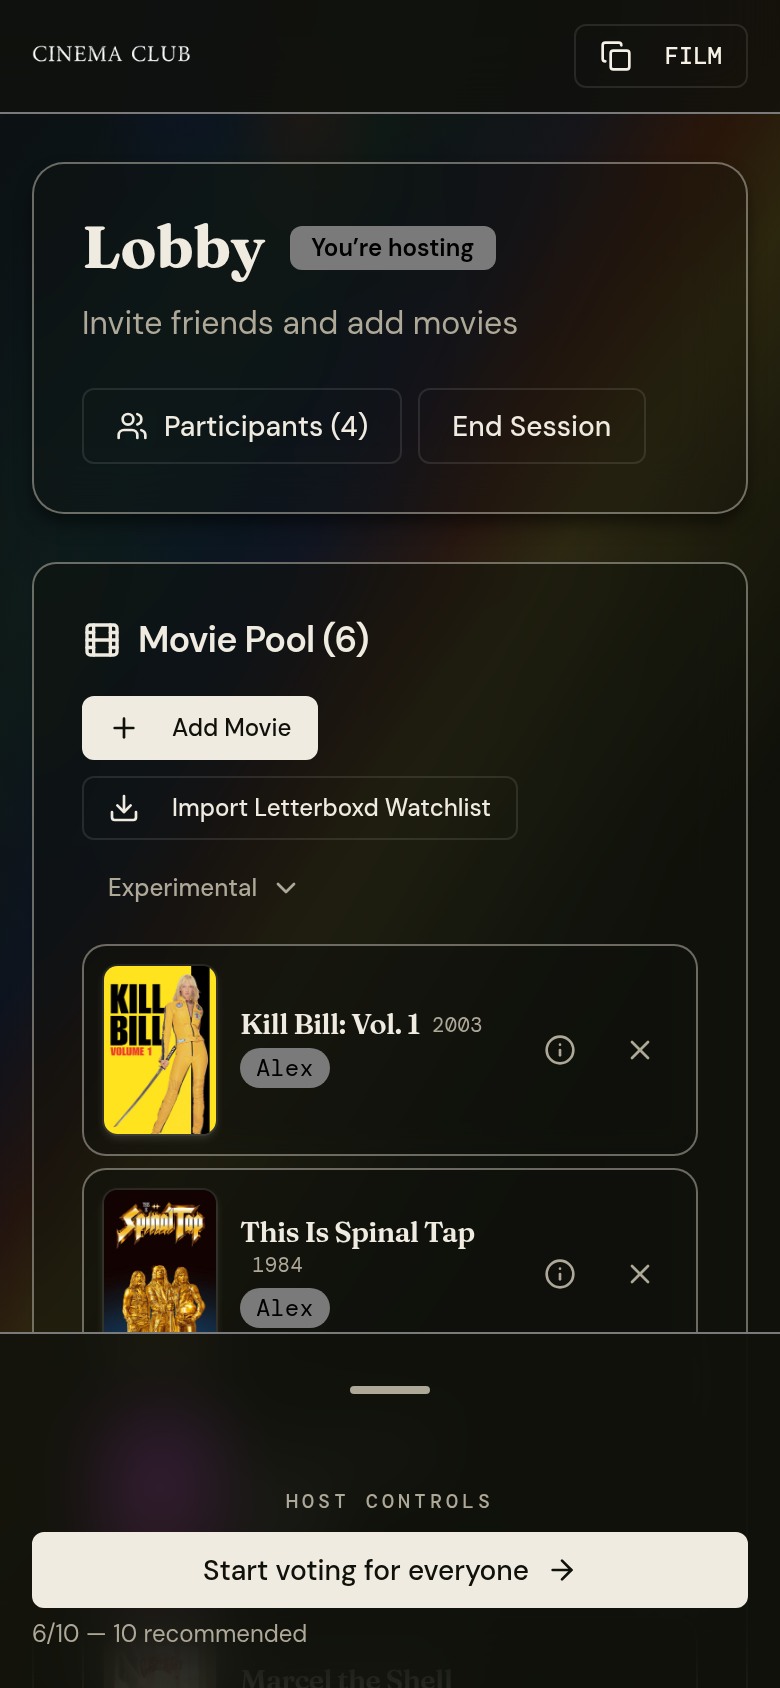 CINEMA CLUB
FILM
Lobby
You're hosting
Invite friends and add movies
Participants (4)
End Session
Movie Pool (6)
Add Movie
Import Letterboxd Watchlist
Experimental
KILL
BILL
VOLUME 1
Kill Bill: Vol. 1 2003
Alex
Spinal Tap
This Is Spinal Tap
1984
Alex
HOST CONTROLS
Start voting for everyone
6/10 — 10 recommended
Marcel the Shell